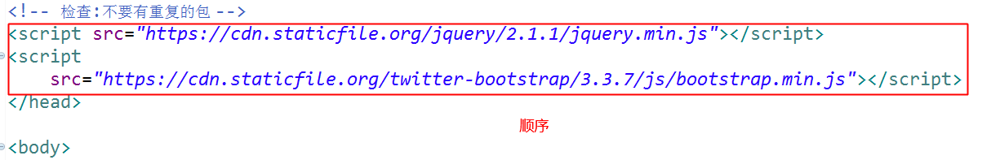 <!-- 检查:不要有重复的包 -->
<script src="https://cdn.staticfile.org/jquery/2.1.1/jquery.min.js"></script>
<script
src="https://cdn.staticfile.org/twitter-bootstrap/3.3.7/js/bootstrap.min.js"></script>
</head>
顺序
<body>